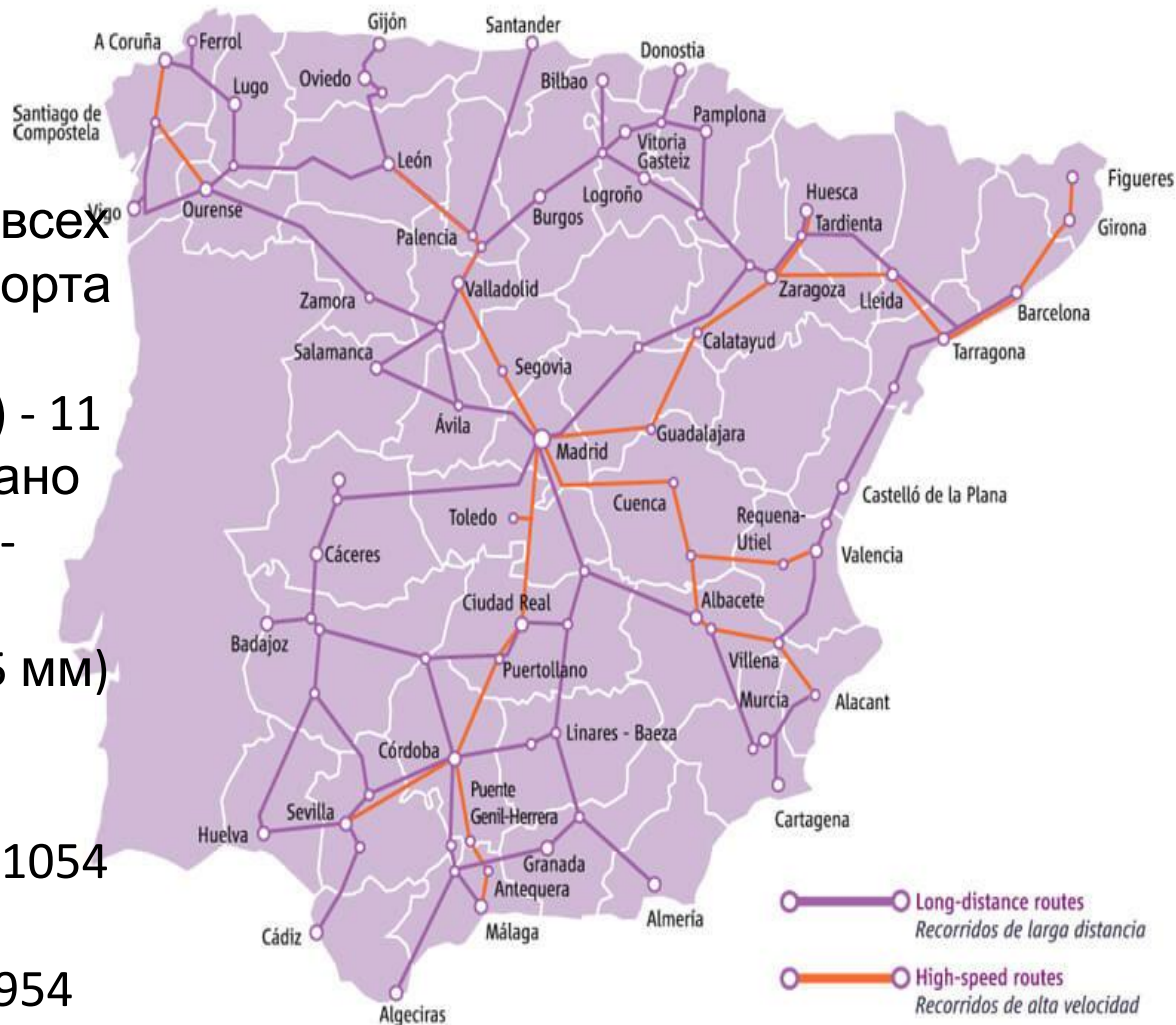 Gijón
Santander
A Coruña
Ferrol
Donostia
Oviedo
Bilbao
Lugo
Santiago de
Compostela
Pamplona
Vitoria
Gasteiz
León
Logroño
Huesca
Figueres
Vigo
Ourense
Burgos
Tardienta
Girona
всех
Palencia
орта
Zamora
Valladolid
Zaragoza
Lleida
Barcelona
Calatayud
Tarragona
Salamanca
Segovia
) - 11
Ávila
Madrid
Guadalajara
ано
Cuenca
Castelló de la Plana
Toledo
Requena-
Utiel
-
Cáceres
Valencia
Ciudad Real
Albacete
Badajoz
Puertollano
Villena
мм)
Murcia
Alacant
Córdoba
Linares - Baeza
Puente
Genil-Herrera
Sevilla
Cartagena
Huelva
1054
Granada
Antequera
Long-distance routes
Recorridos de larga distancia
Cádiz
Málaga
Almería
High-speed routes
Recorridos de alta velocidad
954
Algeciras